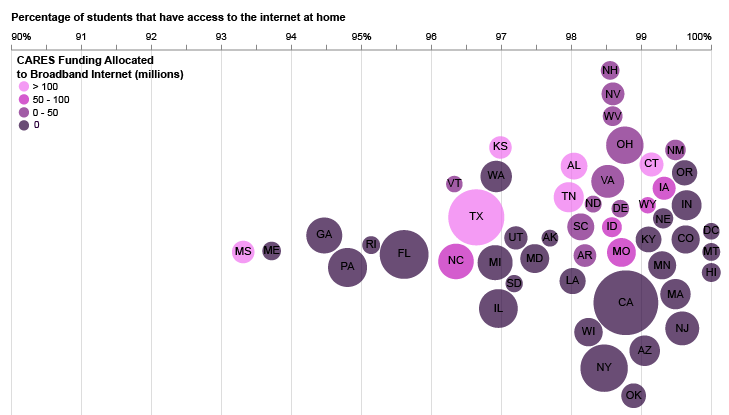 Percentage of students that have access to the internet at home
90% 92 93 94 95% 96 97 98 99 100%
CARES Funding Allocated
to Broadband Internet (millions)
> 100
50 - 100
0 - 50
0
NH
NV
WV
OH
KS
NM
CT
AL
OR
WA
VT
VA
IA
TN
ND
WY
IN
DE
TX
NE
SC
ID
DC
GA
UT
AK
KY
CO
RI
MS
ME
FL
MO
MT
AR
MD
NC
MI
MN
PA
HI
LA
SD
MA
CA
IL
NJ
WI
AZ
NY
OK